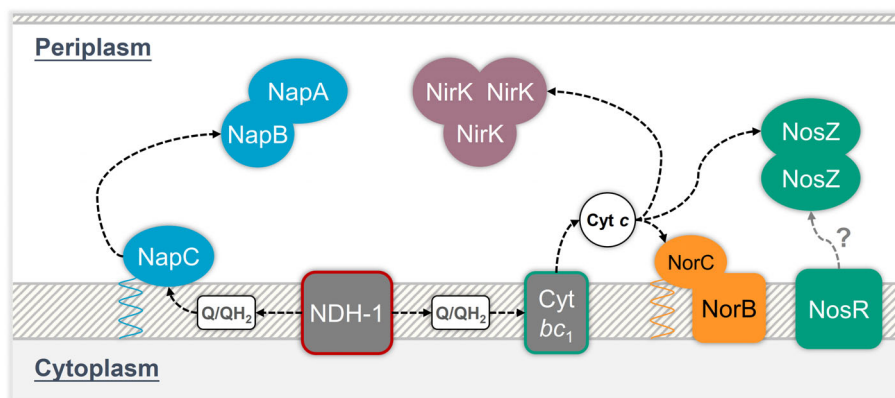 Periplasm
NapA
NapB
NirK NirK
NirK
NosZ
NosZ
Cyt c
?
NapC
NorC
Q/QH₂
NDH-1
Q/QH₂
Cyt
bc₁
NorB
NosR
Cytoplasm